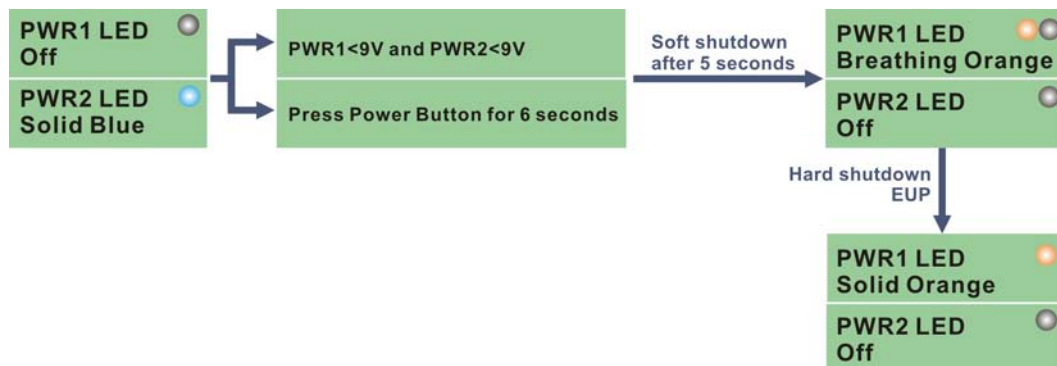 PWR1 LED
Off
PWR2 LED
Solid Blue
PWR1<9V and PWR2<9V
Press Power Button for 6 seconds
Soft shutdown
after 5 seconds
PWR1 LED
Breathing Orange
PWR2 LED
Off
Hard shutdown
EUP
PWR1 LED
Solid Orange
PWR2 LED
Off